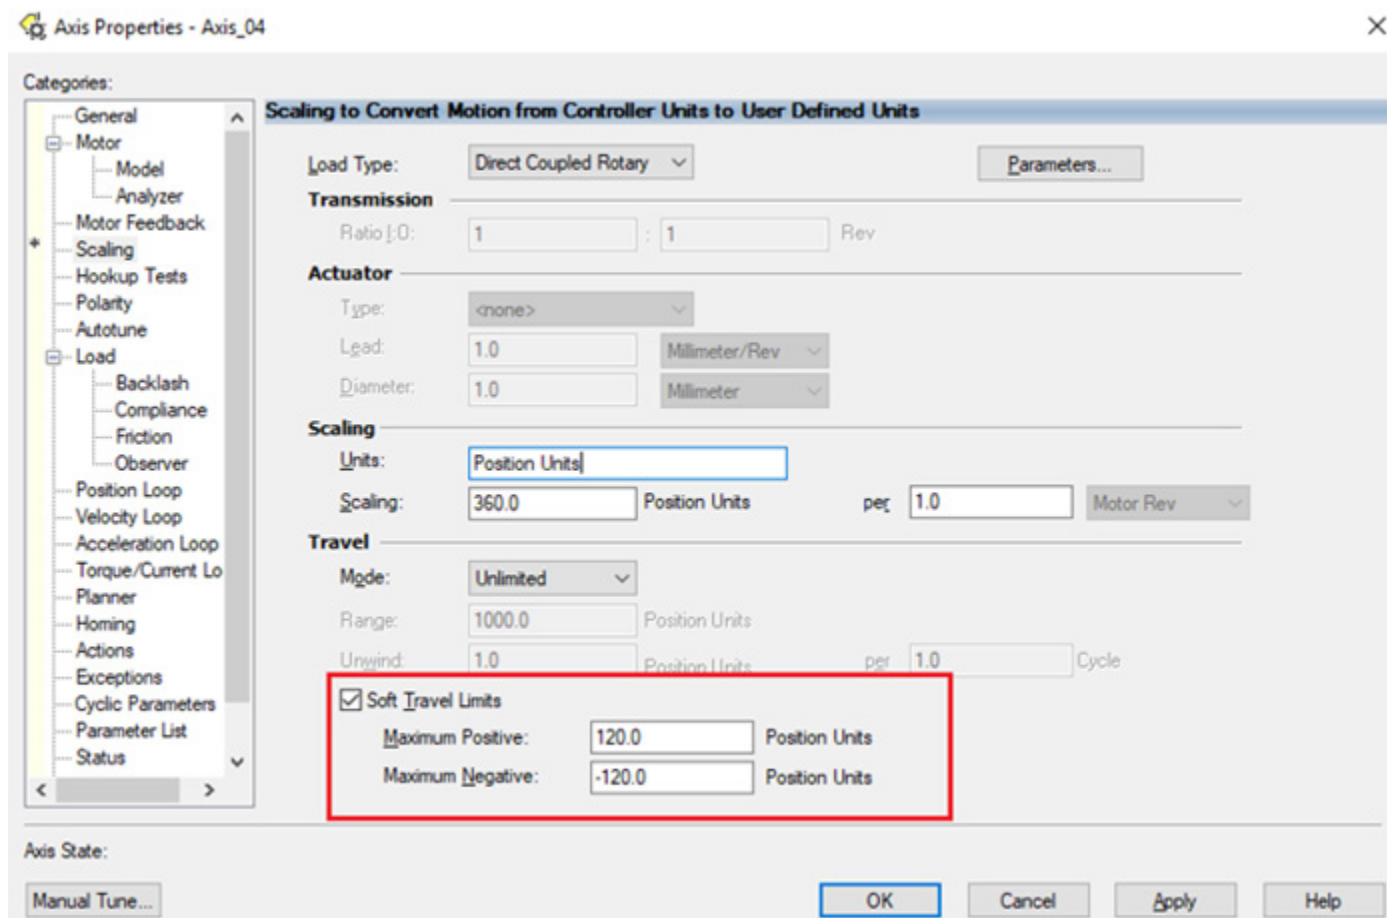 Axis Properties - Axis_04
Categories:
General
Motor
Model
Analyzer
Motor Feedback
* Scaling
Hookup Tests
Polarity
Autotune
Load
Backlash
Compliance
Friction
Observer
Position Loop
Velocity Loop
Acceleration Loop
Torque/Current Lo
Planner
Homing
Actions
Exceptions
Cyclic Parameters
Parameter List
Status
Scaling to Convert Motion from Controller Units to User Defined Units
Load Type: Direct Coupled Rotary Parameters...
Transmission
Ratio I:O: 1 : 1 Rev
Actuator
Type: <none>
Lead: 1.0 Millimeter/Rev
Diameter: 1.0 Millimeter
Scaling
Units: Position Units
Scaling: 360.0 Position Units per 1.0 Motor Rev
Travel
Mode: Unlimited
Range: 1000.0 Position Units
Unwind: 1.0 Position Units per 1.0 Cycle
Soft Travel Limits
Maximum Positive: 120.0 Position Units
Maximum Negative: -120.0 Position Units
Axis State:
Manual Tune... OK Cancel Apply Help